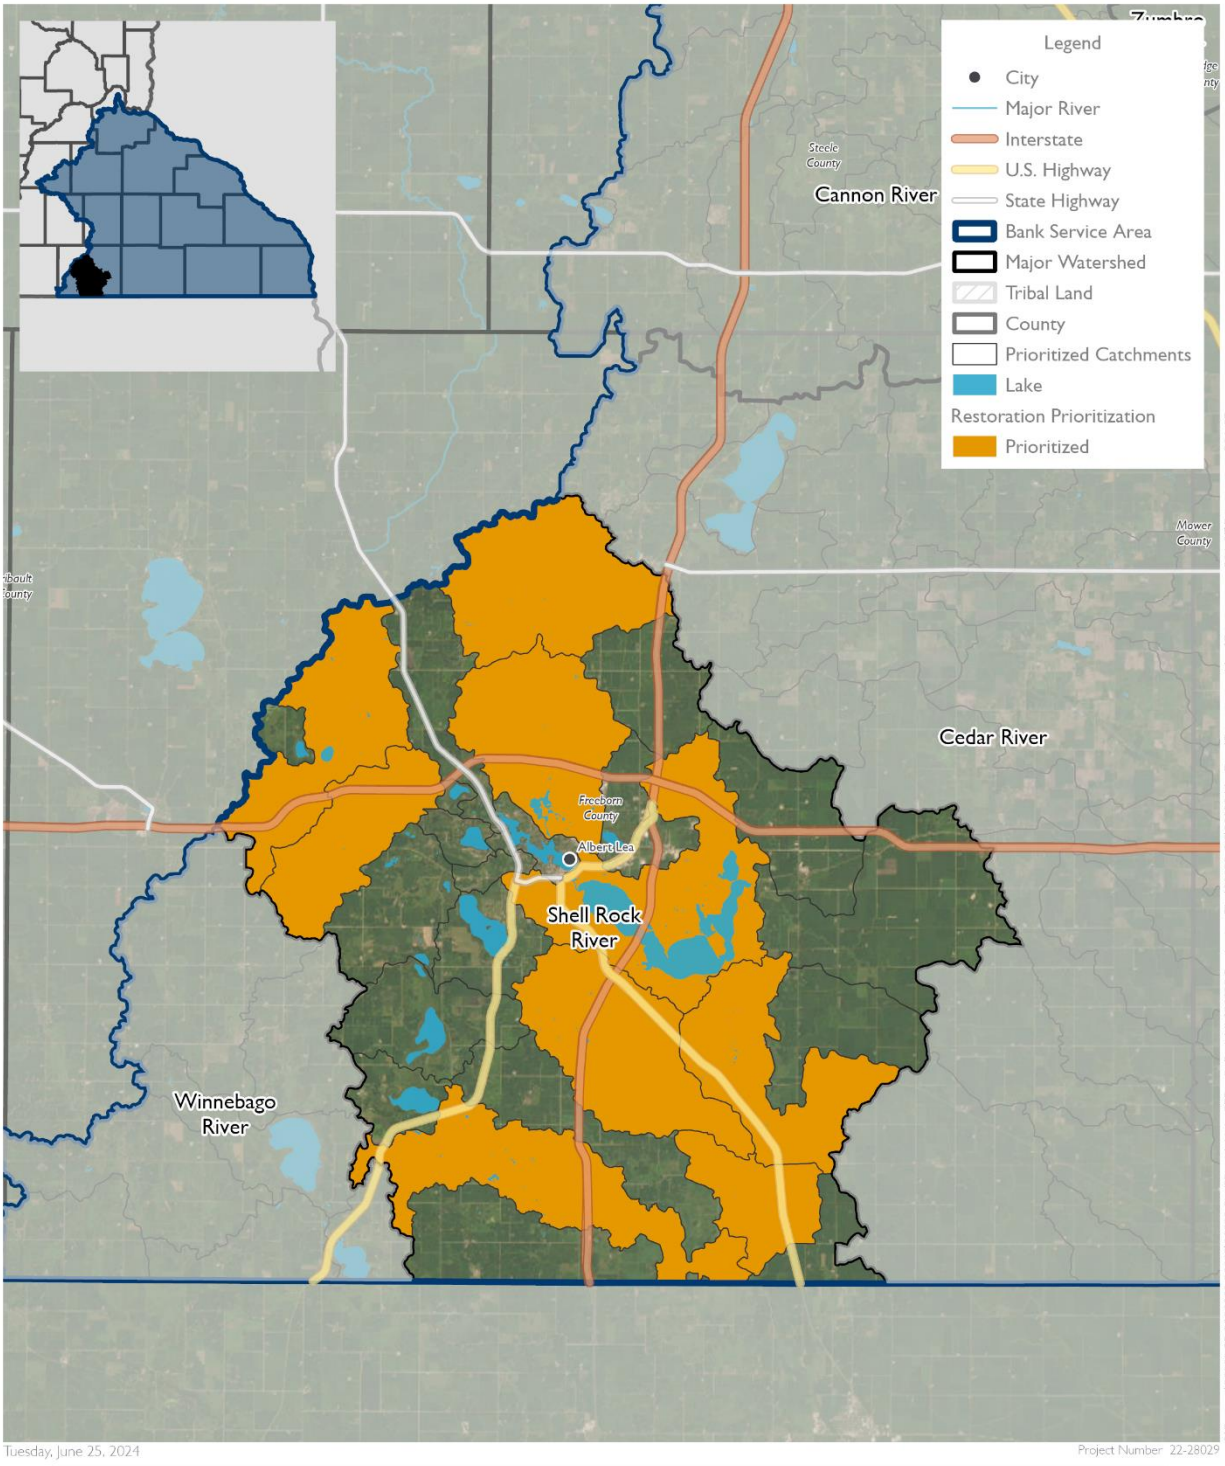 Zumbro
Legend
City
Major River
Interstate
U.S. Highway
State Highway
Bank Service Area
Major Watershed
Tribal Land
County
Prioritized Catchments
Lake
Restoration Prioritization
Prioritized
Steele
County
Cannon River
Mower
County
County
Cedar River
Freeborn
County
Albert Lea
Shell Rock
River
Winnebago
River
Tuesday, June 25, 2024
Project Number 22-28029